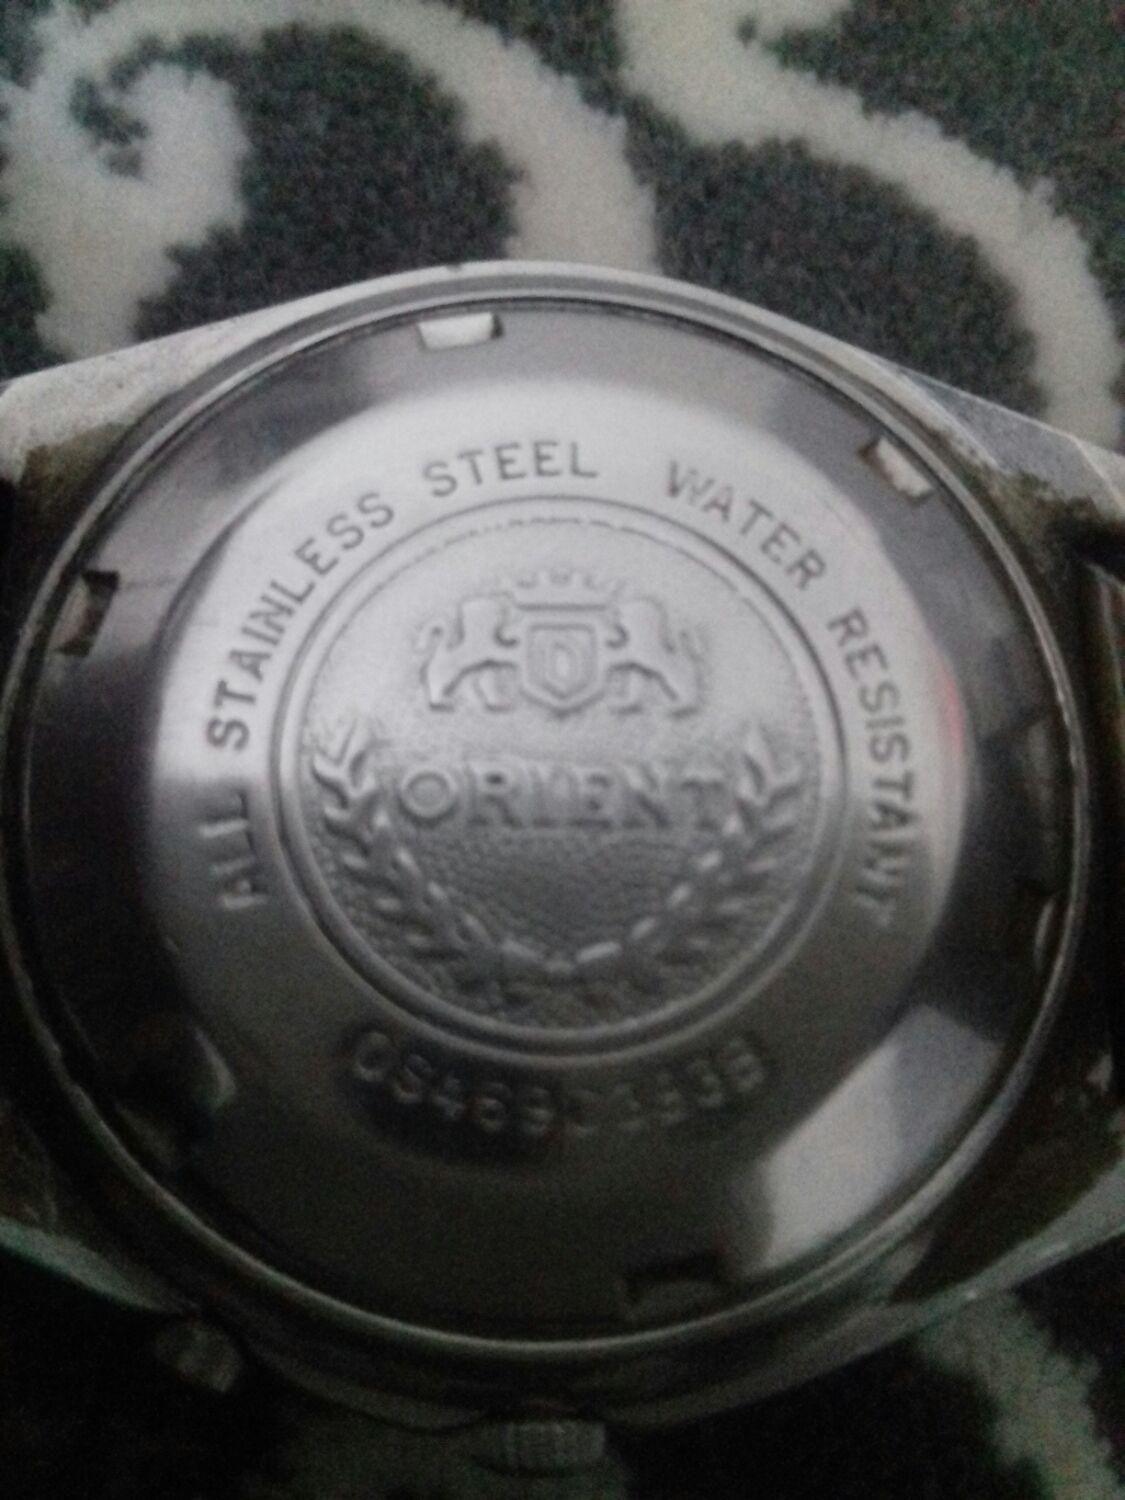 ALL STAINLESS STEEL WATER RESISTANT
ORIENT